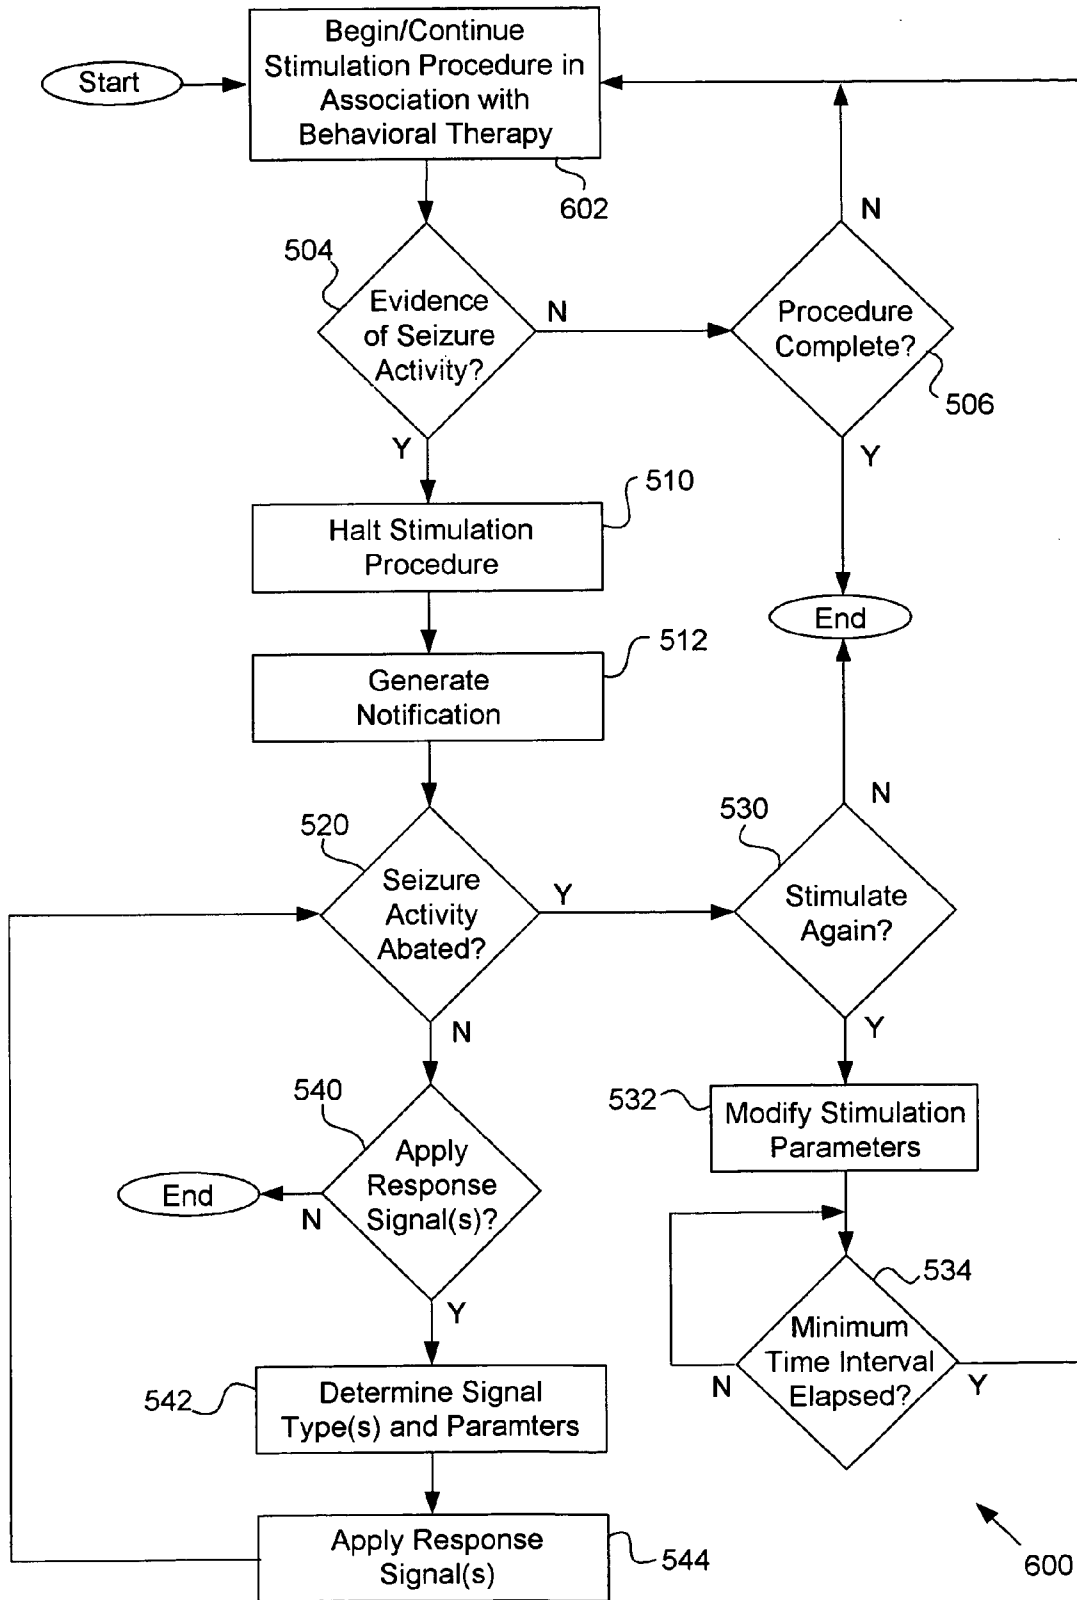 Start
Begin/Continue
Stimulation Procedure in
Association with
Behavioral Therapy
602
504
Evidence
of Seizure
Activity?
N
Y
Procedure
Complete?
506
N
Y
510
Halt Stimulation
Procedure
512
Generate
Notification
End
520
Seizure
Activity
Abated?
Y
N
530
Stimulate
Again?
N
Y
540
Apply
Response
Signal(s)?
End
N
Y
532
Modify Stimulation
Parameters
534
Minimum
Time Interval
Elapsed?
N
Y
542
Determine Signal
Type(s) and Paramters
Apply Response
Signal(s)
544
600